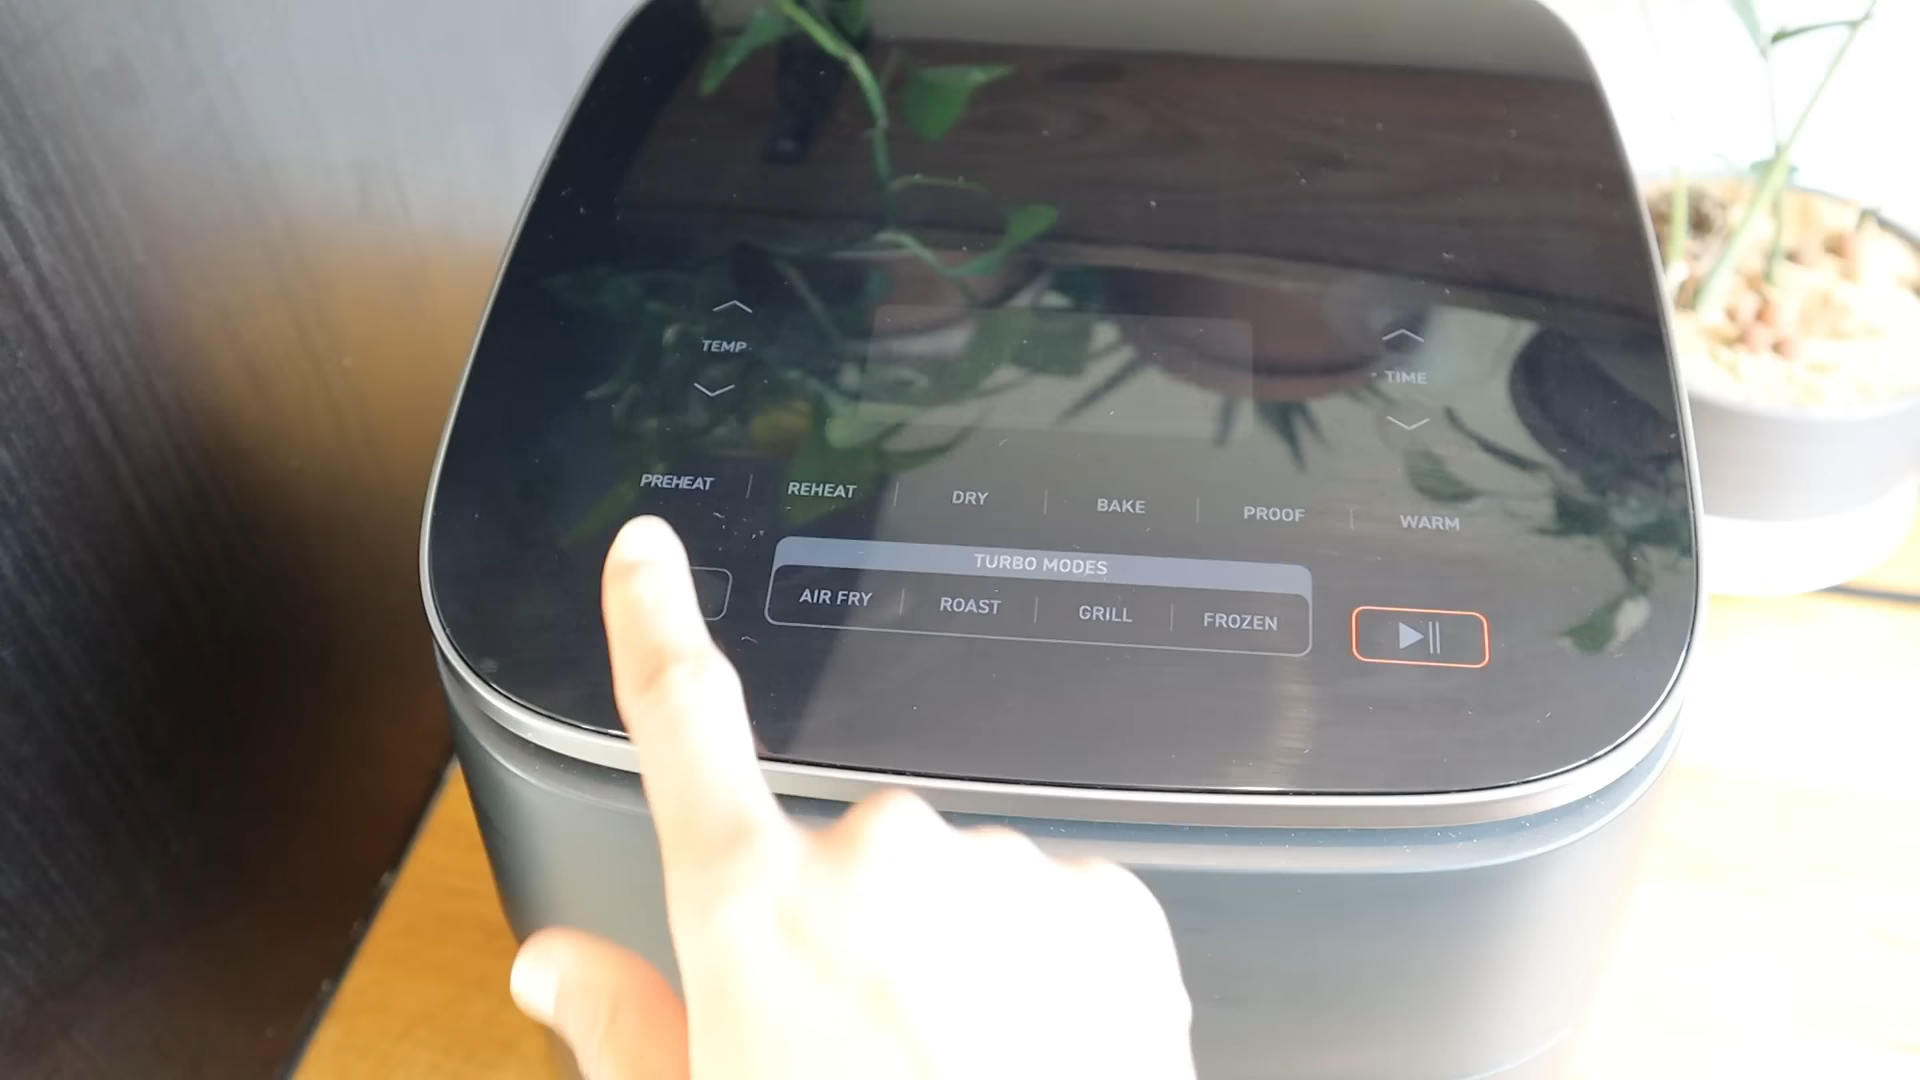 TEMP
TIME
PREHEAT REHEAT DRY BAKE PROOF WARM
TURBO MODES
AIR FRY ROAST GRILL FROZEN